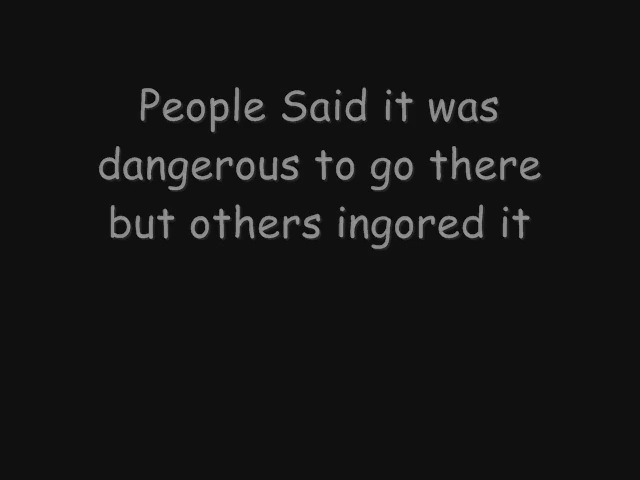 People Said it was
dangerous to go there
but others ingored it